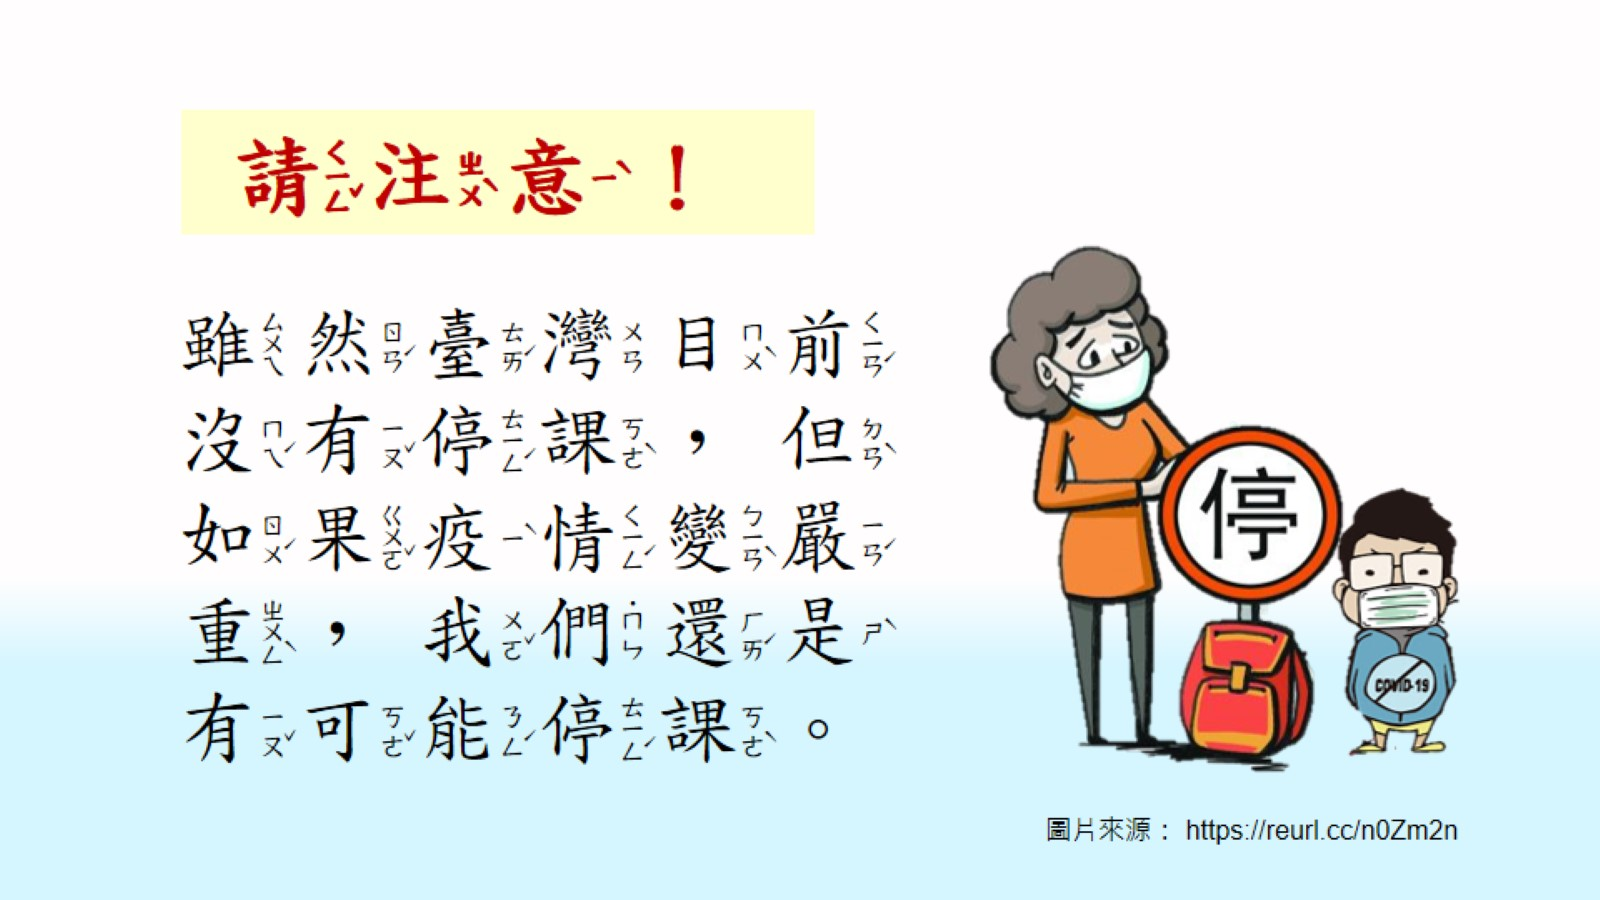 請注意！
雖然臺灣目前
沒有停課，但
如果疫情變嚴
重，我們還是
有可能停課。
停
COVID-19
圖片來源： https://reurl.cc/n0Zm2n